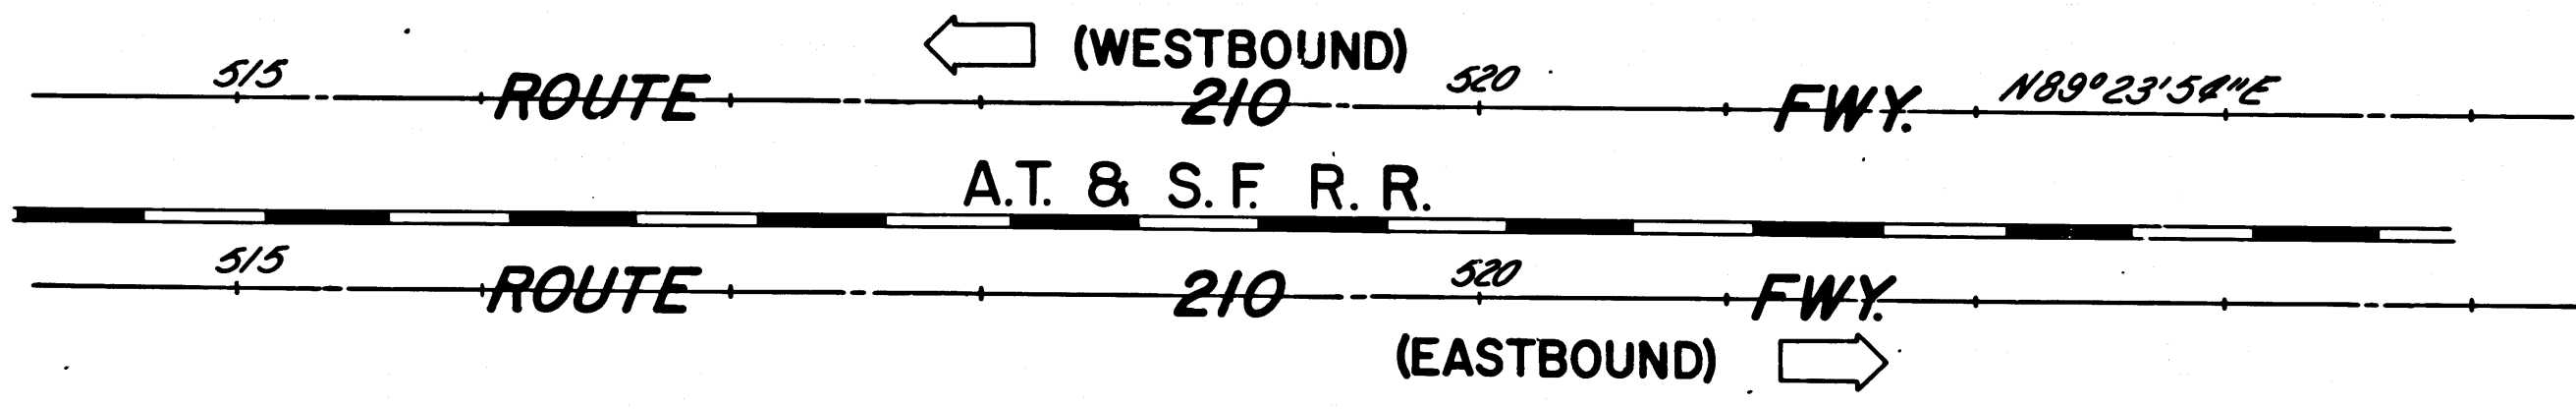 (WESTBOUND)
515 520 N89°23'54"E
ROUTE 210 FWY.
A.T. & S.F. R.R.
515 520
ROUTE 210 FWY.
(EASTBOUND)